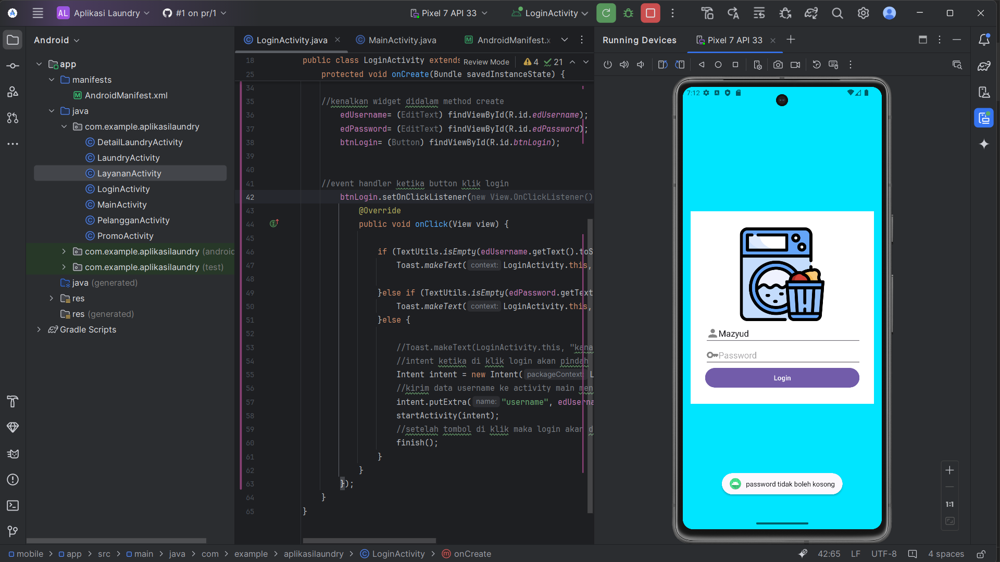 AL Aplikasi Laundry
#1 on pr/1
Pixel 7 API 33
LoginActivity
Android
app
manifests
AndroidManifest.xml
java
com.example.aplikasilaundry
DetailLaundryActivity
LaundryActivity
LayananActivity
LoginActivity
MainActivity
PelangganActivity
PromoActivity
com.example.aplikasilaundry (androic
com.example.aplikasilaundry (test)
java (generated)
res
res (generated)
Gradle Scripts
LoginActivity.java
MainActivity.java
AndroidManifest.x
18 public class LoginActivity extends Review Mode 4 21
25 protected void onCreate(Bundle savedInstanceState) {
34
35 //kenalkan widget didalam method create
36 edUsername= (EditText) findViewById(R.id.edUsername);
37 edPassword= (EditText) findViewById(R.id.edPassword);
38 btnLogin= (Button) findViewById(R.id.btnLogin);
39
40
41 //event handler ketika button klik login
42 btnLogin.setOnClickListener(new View.OnClickListener()
43 @Override
44 public void onClick(View view) {
45
46 if (TextUtils.isEmpty(edUsername.getText().toS
47 Toast.makeText( context: LoginActivity.this,
48
49 }else if (TextUtils.isEmpty(edPassword.getText
50 Toast.makeText( context: LoginActivity.this,
51 }else {
52
53 //Toast.makeText(LoginActivity.this, "kana
54 //intent ketika di klik login akan pindah
55 Intent intent = new Intent( packageContext: L
56 //kirim data username ke activity main men
57 intent.putExtra( name: "username", edUserna
58 startActivity(intent);
59 //setelah tombol di klik maka login akan d
60 finish();
61 }
62 }
63 });
64 }
65 }
Running Devices
Pixel 7 API 33
7:12
Mazyud
Password
Login
password tidak boleh kosong
1:1
mobile
app
src
main
java
com
example
aplikasilaundry
LoginActivity
onCreate
42:65
LF
UTF-8
4 spaces